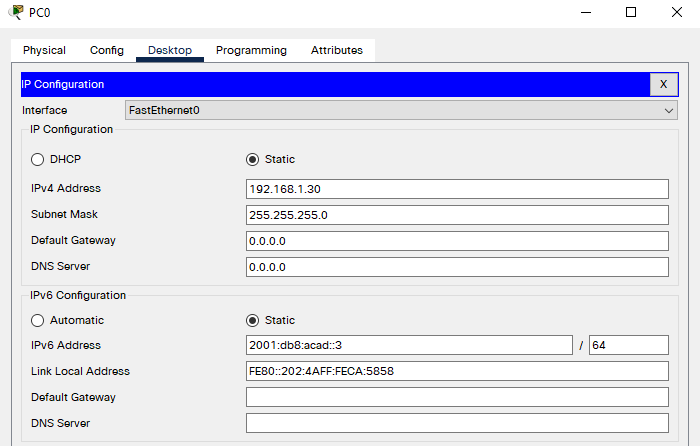 PC0
Physical Config Desktop Programming Attributes
IP Configuration X
Interface FastEthernet0
IP Configuration
DHCP Static
IPv4 Address 192.168.1.30
Subnet Mask 255.255.255.0
Default Gateway 0.0.0.0
DNS Server 0.0.0.0
IPv6 Configuration
Automatic Static
IPv6 Address 2001:db8:acad::3 / 64
Link Local Address FE80::202:4AFF:FECA:5858
Default Gateway
DNS Server